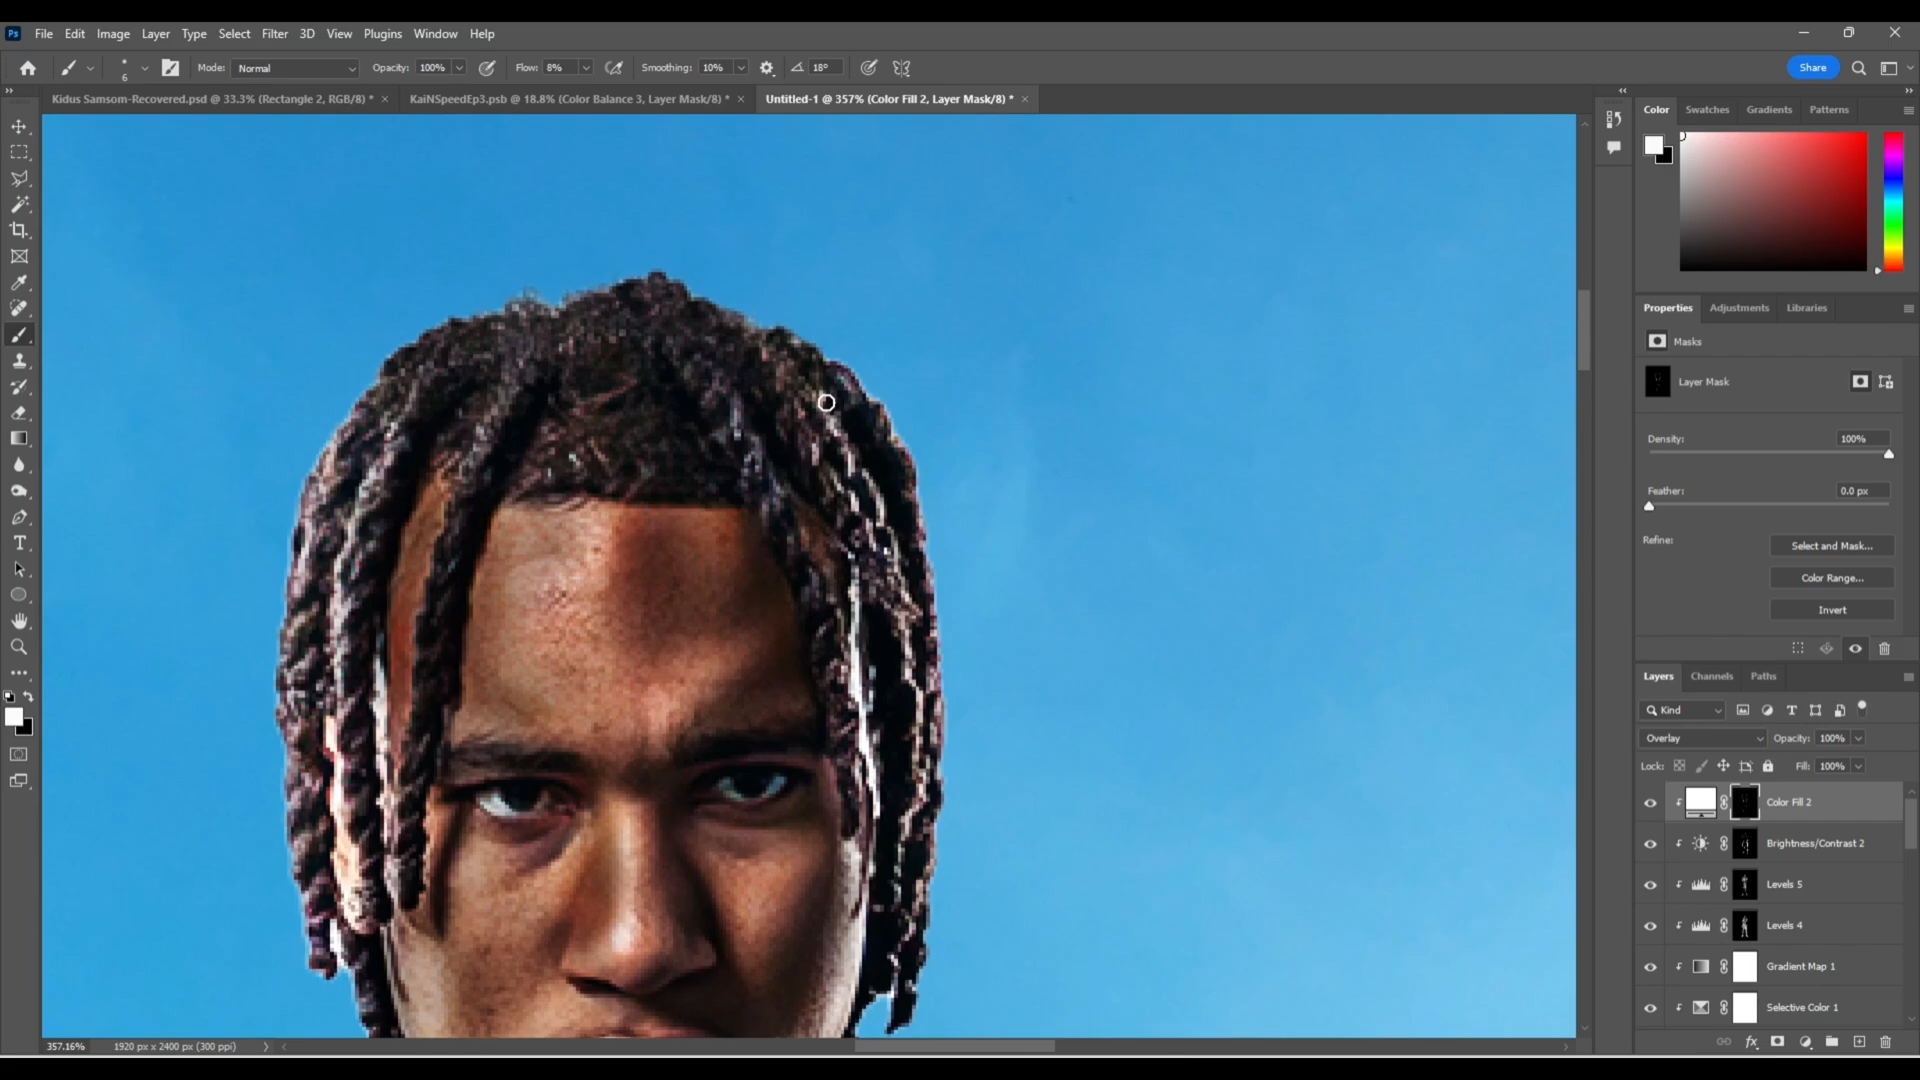 Ps File Edit Image Layer Type Select Filter 3D View Plugins Window Help
6 Mode: Normal Opacity: 100% Flow: 8% Smoothing: 10% 18° Share
Kidus Samsom-Recovered.psd @ 33.3% (Rectangle 2, RGB/8) * × KaiNSpeedEp3.psb @ 18.8% (Color Balance 3, Layer Mask/8) * × Untitled-1 @ 357% (Color Fill 2, Layer Mask/8) * ×
Color Swatches Gradients Patterns
Properties Adjustments Libraries
Masks
Layer Mask
Density: 100%
Feather: 0.0 px
Refine: Select and Mask...
Color Range...
Invert
Layers Channels Paths
Kind
Overlay Opacity: 100%
Lock: Fill: 100%
Color Fill 2
Brightness/Contrast 2
Levels 5
Levels 4
Gradient Map 1
Selective Color 1
357.16% 1920 px x 2400 px (300 ppi)
fx